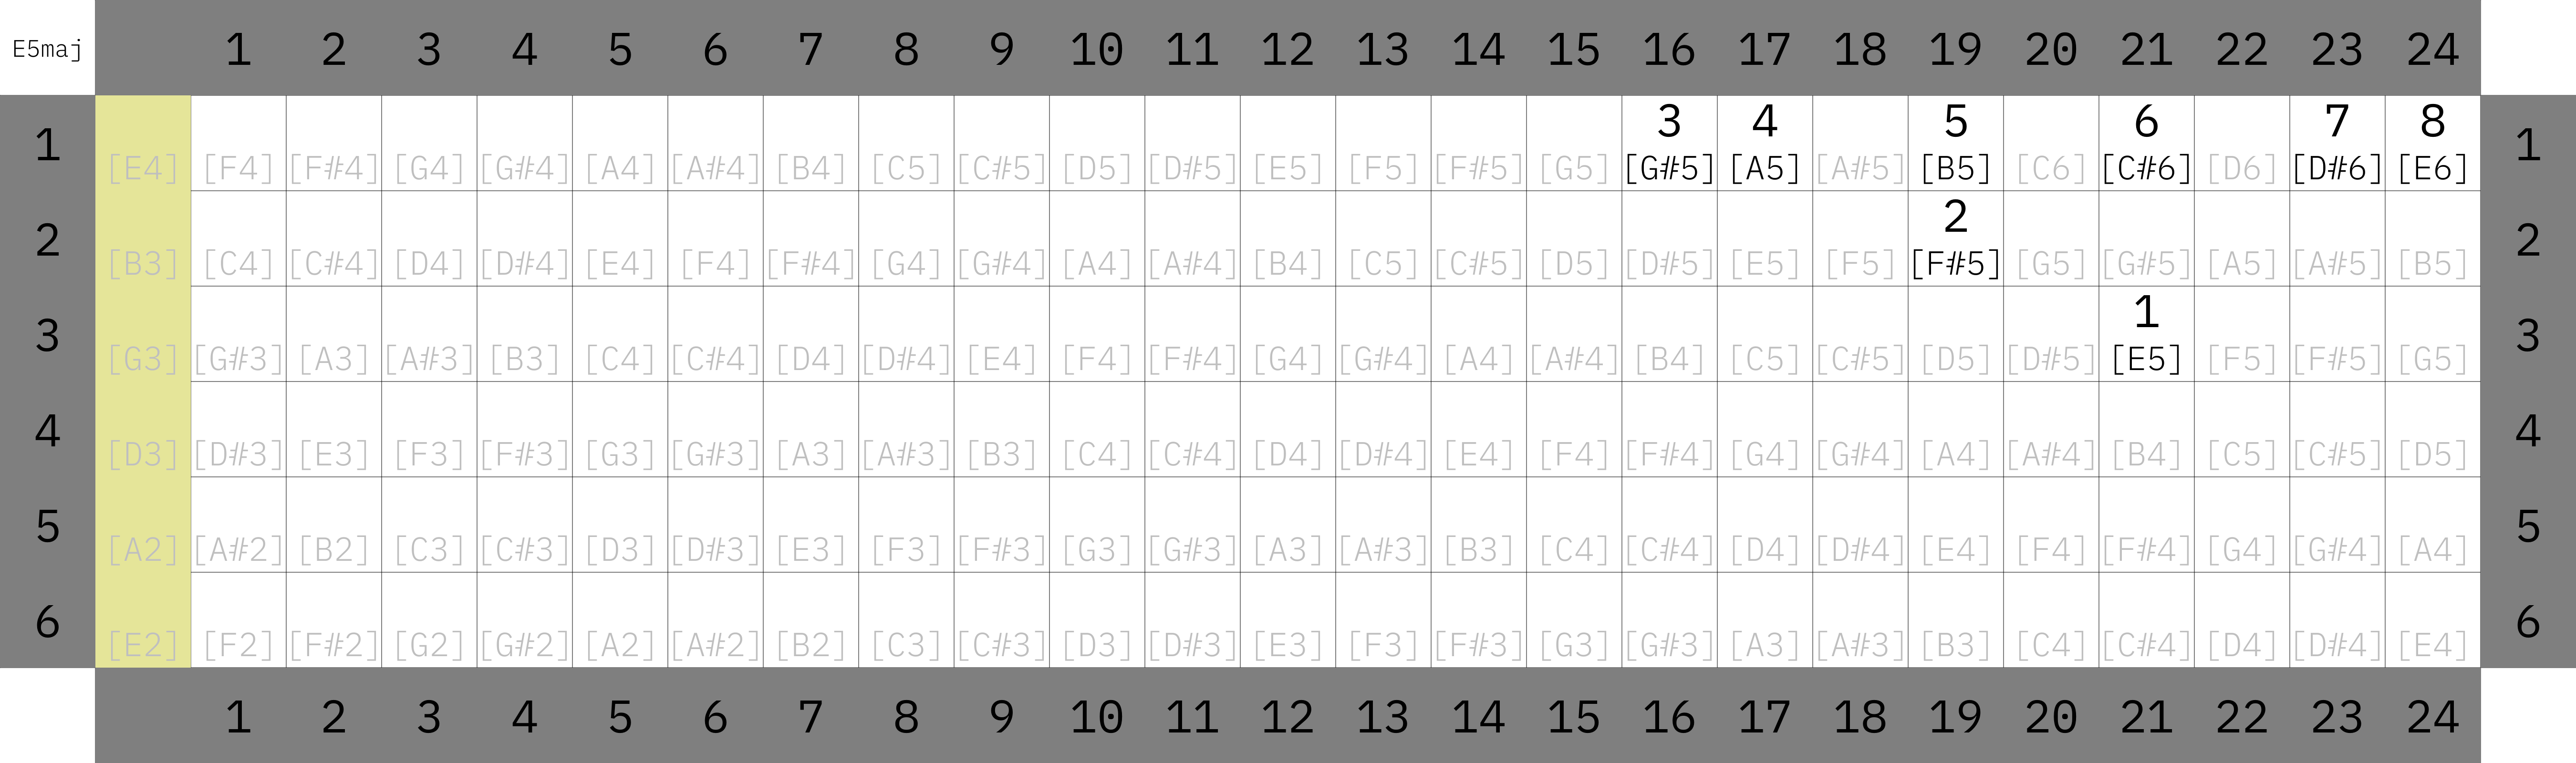 E5maj 1 2 3 4 5 6 7 8 9 10 11 12 13 14 15 16 17 18 19 20 21 22 23 24
3 4 5 6 7 8
1 [E4] [F4] [F#4] [G4] [G#4] [A4] [A#4] [B4] [C5] [C#5] [D5] [D#5] [E5] [F5] [F#5] [G5] [G#5] [A5] [A#5] [B5] [C6] [C#6] [D6] [D#6] [E6] 1
2
2 [B3] [C4] [C#4] [D4] [D#4] [E4] [F4] [F#4] [G4] [G#4] [A4] [A#4] [B4] [C5] [C#5] [D5] [D#5] [E5] [F5] [F#5] [G5] [G#5] [A5] [A#5] [B5] 2
1
3 [G3] [G#3] [A3] [A#3] [B3] [C4] [C#4] [D4] [D#4] [E4] [F4] [F#4] [G4] [G#4] [A4] [A#4] [B4] [C5] [C#5] [D5] [D#5] [E5] [F5] [F#5] [G5] 3
4 [D3] [D#3] [E3] [F3] [F#3] [G3] [G#3] [A3] [A#3] [B3] [C4] [C#4] [D4] [D#4] [E4] [F4] [F#4] [G4] [G#4] [A4] [A#4] [B4] [C5] [C#5] [D5] 4
5 [A2] [A#2] [B2] [C3] [C#3] [D3] [D#3] [E3] [F3] [F#3] [G3] [G#3] [A3] [A#3] [B3] [C4] [C#4] [D4] [D#4] [E4] [F4] [F#4] [G4] [G#4] [A4] 5
6 [E2] [F2] [F#2] [G2] [G#2] [A2] [A#2] [B2] [C3] [C#3] [D3] [D#3] [E3] [F3] [F#3] [G3] [G#3] [A3] [A#3] [B3] [C4] [C#4] [D4] [D#4] [E4] 6
1 2 3 4 5 6 7 8 9 10 11 12 13 14 15 16 17 18 19 20 21 22 23 24